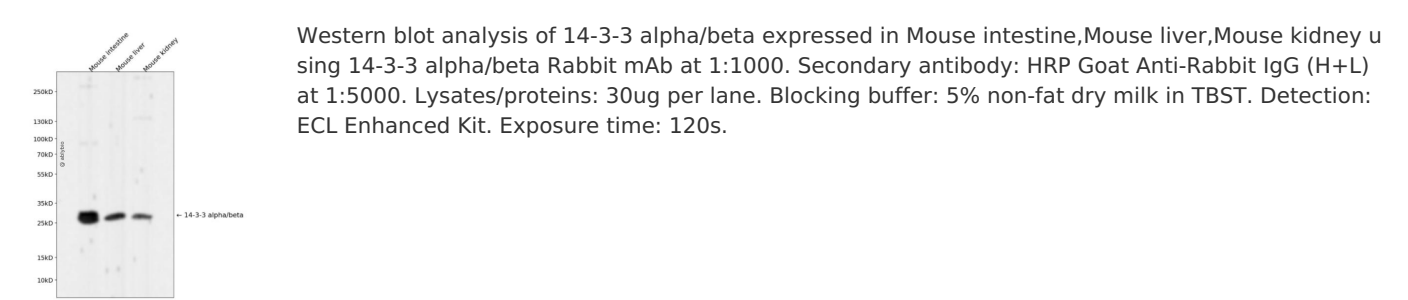 Mouse intestine
Mouse liver
Mouse kidney
250kD
130kD
100kD
70kD
55kD
35kD
25kD
15kD
10kD
@ abybio
← 14-3-3 alpha/beta
Western blot analysis of 14-3-3 alpha/beta expressed in Mouse intestine,Mouse liver,Mouse kidney u
sing 14-3-3 alpha/beta Rabbit mAb at 1:1000. Secondary antibody: HRP Goat Anti-Rabbit IgG (H+L)
at 1:5000. Lysates/proteins: 30ug per lane. Blocking buffer: 5% non-fat dry milk in TBST. Detection:
ECL Enhanced Kit. Exposure time: 120s.